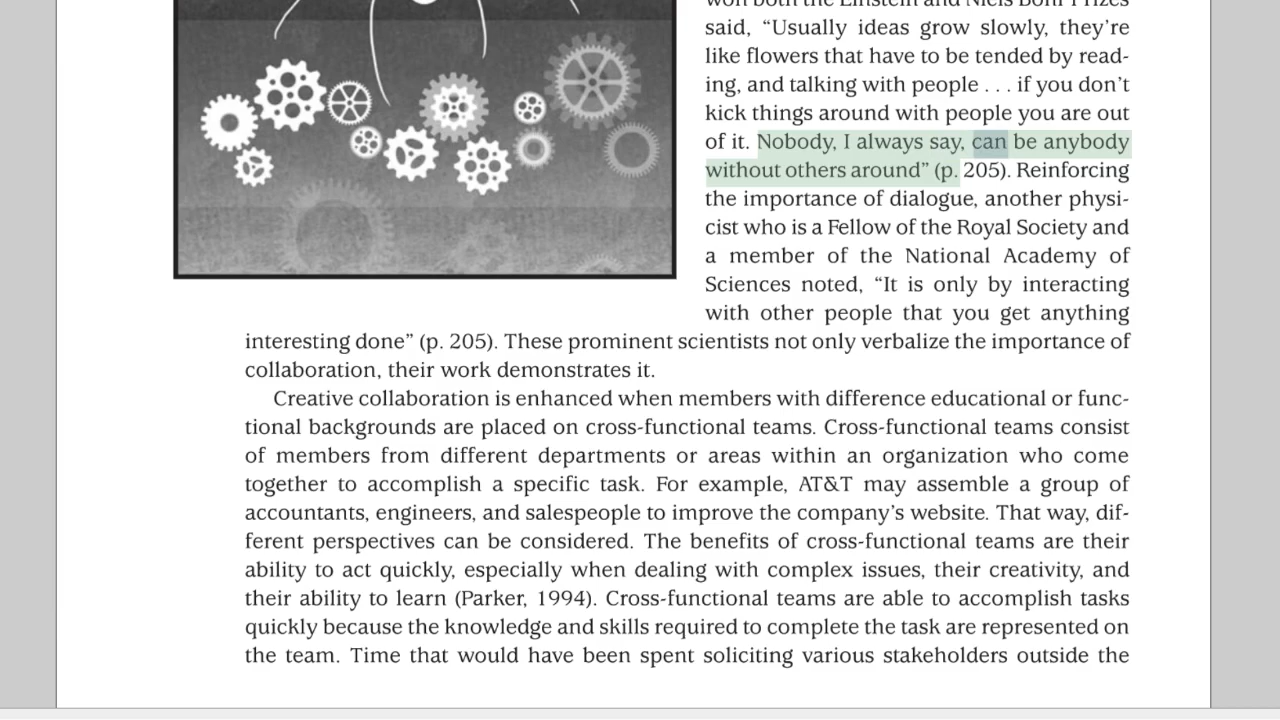 won both the Einstein and Niels Bohr Prizes
said, “Usually ideas grow slowly, they’re
like flowers that have to be tended by read-
ing, and talking with people . . . if you don’t
kick things around with people you are out
of it. Nobody, I always say, can be anybody
without others around” (p. 205). Reinforcing
the importance of dialogue, another physi-
cist who is a Fellow of the Royal Society and
a member of the National Academy of
Sciences noted, “It is only by interacting
with other people that you get anything
interesting done” (p. 205). These prominent scientists not only verbalize the importance of
collaboration, their work demonstrates it.
Creative collaboration is enhanced when members with difference educational or func-
tional backgrounds are placed on cross-functional teams. Cross-functional teams consist
of members from different departments or areas within an organization who come
together to accomplish a specific task. For example, AT&T may assemble a group of
accountants, engineers, and salespeople to improve the company’s website. That way, dif-
ferent perspectives can be considered. The benefits of cross-functional teams are their
ability to act quickly, especially when dealing with complex issues, their creativity, and
their ability to learn (Parker, 1994). Cross-functional teams are able to accomplish tasks
quickly because the knowledge and skills required to complete the task are represented on
the team. Time that would have been spent soliciting various stakeholders outside the